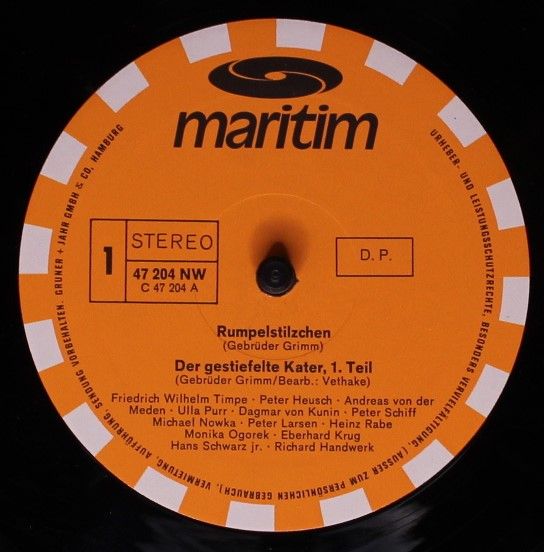 maritim
1
STEREO
47 204 NW
C 47 204 A
D. P.
Rumpelstilzchen
(Gebrüder Grimm)
Der gestiefelte Kater, 1. Teil
(Gebrüder Grimm/Bearb.: Vethake)
Friedrich Wilhelm Timpe · Peter Heusch · Andreas von der
Meden · Ulla Purr · Dagmar von Kunin · Peter Schiff
Michael Nowka · Peter Larsen · Heinz Rabe
Monika Ogorek · Eberhard Krug
Hans Schwarz jr. · Richard Handwerk
URHEBER- UND LEISTUNGSSCHUTZRECHTE, BESONDERS VERVIELFÄLTIGUNG, (AUSSER ZUM PERSÖNLICHEN GEBRAUCH), VERMIETUNG, AUFFÜHRUNG, SENDUNG VORBEHALTEN. GRUNER + JAHR GMBH & CO, HAMBURG